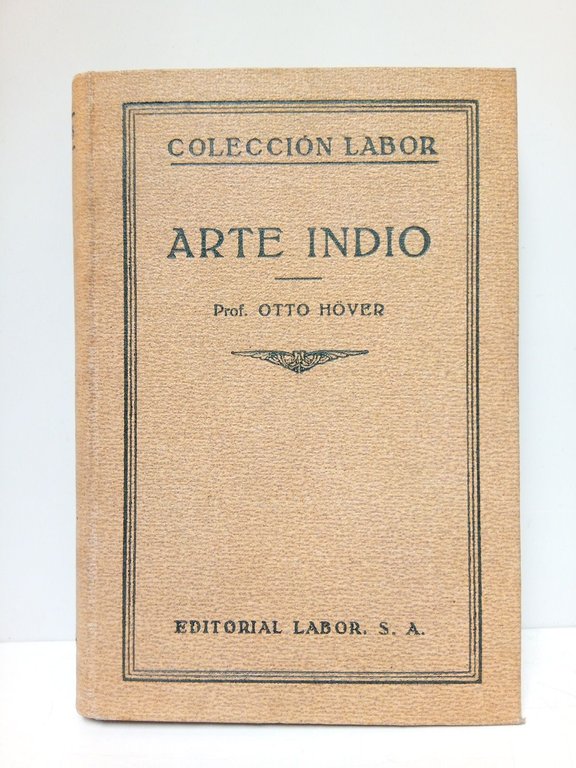 COLECCIÓN LABOR
ARTE INDIO
Prof. OTTO HÖVER
EDITORIAL LABOR, S. A.